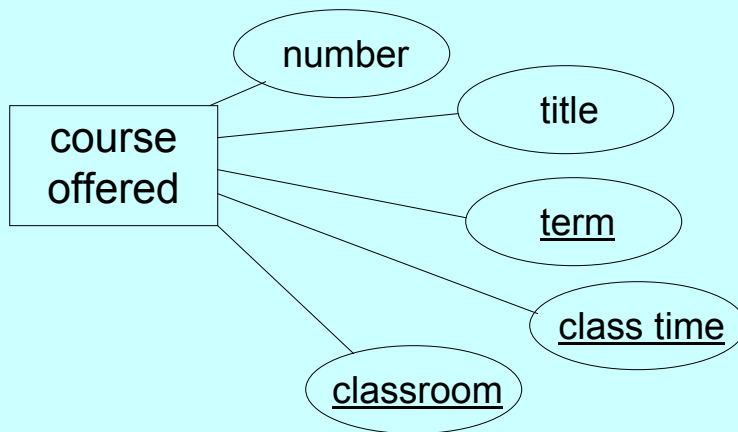 number
title
course
offered
term
class time
classroom